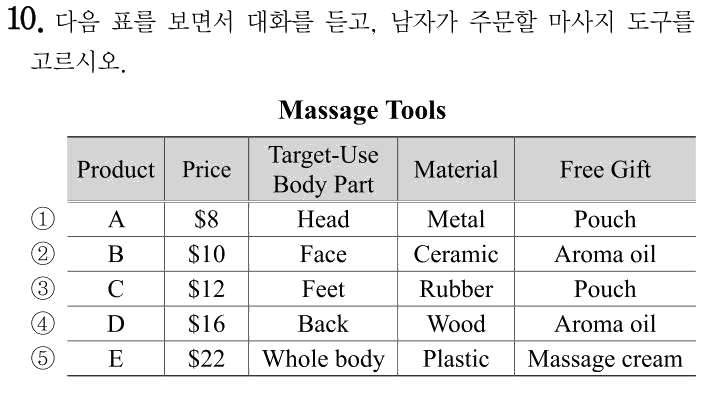 10. 다음 표를 보면서 대화를 듣고, 남자가 주문할 마사지 도구를
고르시오.
Massage Tools
Product Price Target-Use Body Part Material Free Gift
① A $8 Head Metal Pouch
② B $10 Face Ceramic Aroma oil
③ C $12 Feet Rubber Pouch
④ D $16 Back Wood Aroma oil
⑤ E $22 Whole body Plastic Massage cream